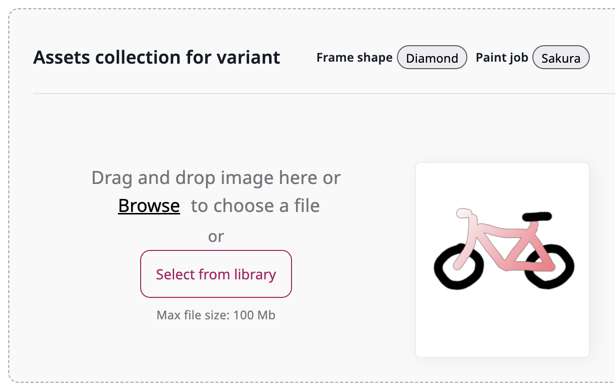 Assets collection for variant
Frame shape Diamond Paint job Sakura
Drag and drop image here or
Browse to choose a file
or
Select from library
Max file size: 100 Mb